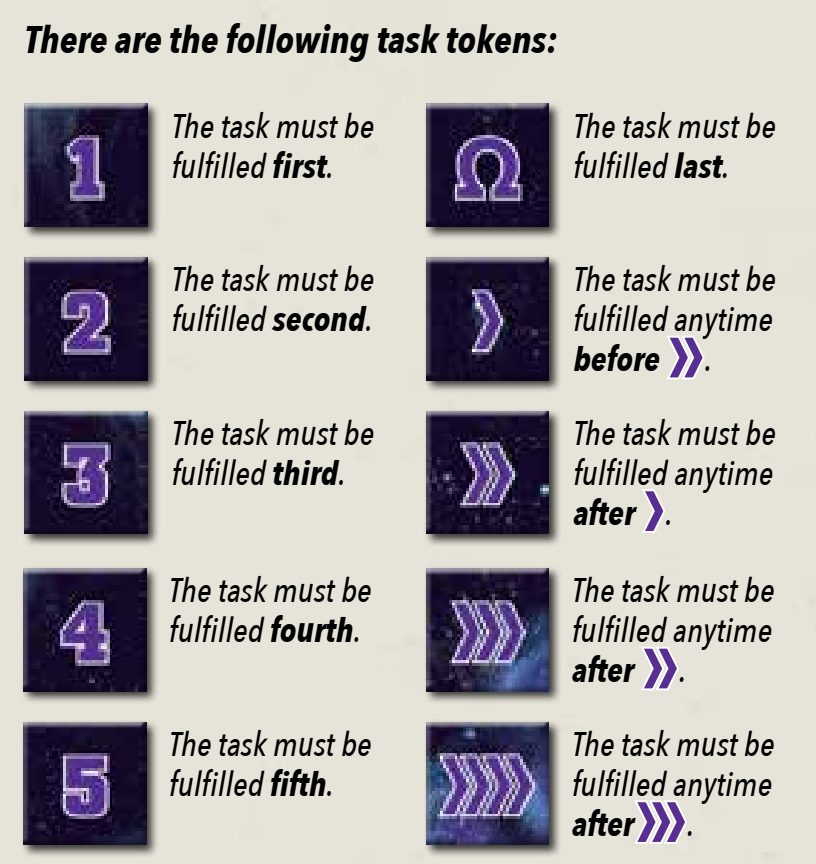 There are the following task tokens:
1
The task must be
fulfilled first.
2
The task must be
fulfilled second.
3
The task must be
fulfilled third.
4
The task must be
fulfilled fourth.
5
The task must be
fulfilled fifth.
Ω
The task must be
fulfilled last.
❯
The task must be
fulfilled anytime
before ❯❯.
❯❯
The task must be
fulfilled anytime
after ❯.
❯❯❯
The task must be
fulfilled anytime
after ❯❯.
❯❯❯❯
The task must be
fulfilled anytime
after ❯❯❯.